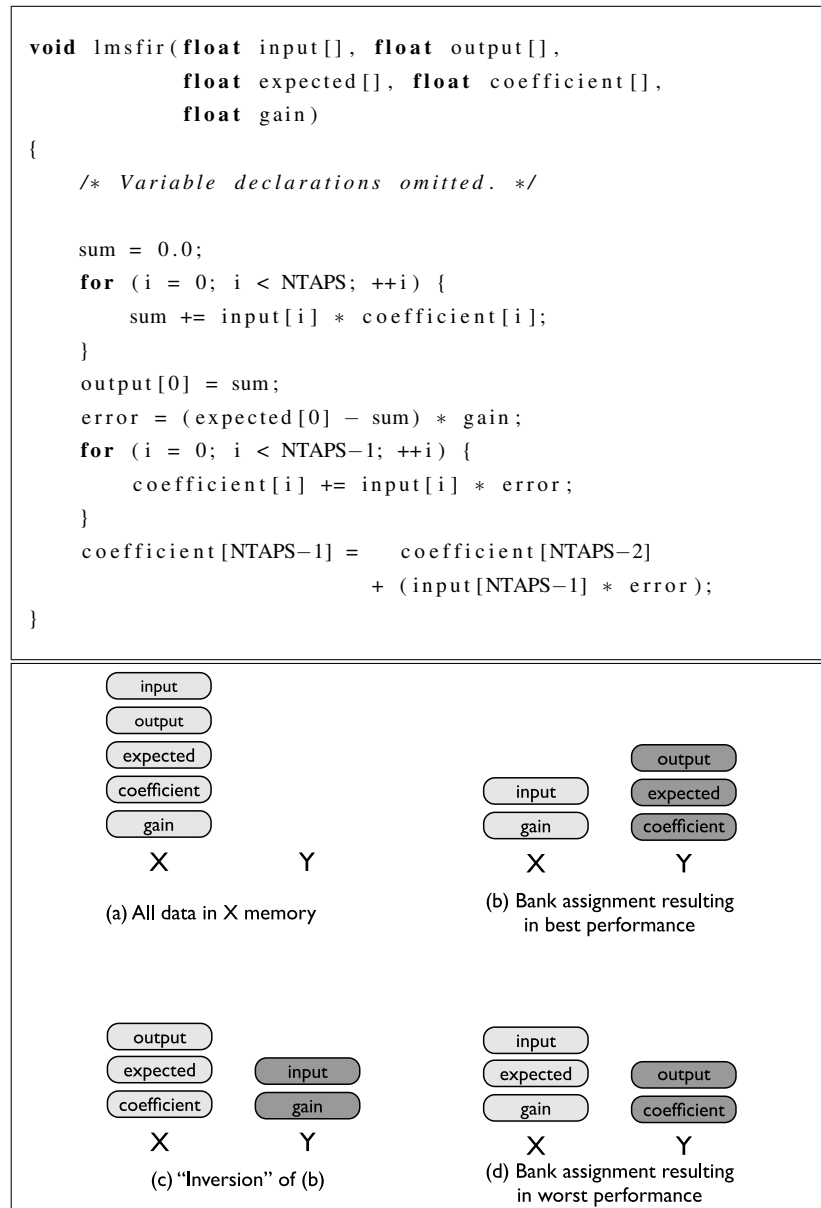 void lmsfir(float input[], float output[],
float expected[], float coefficient[],
float gain)
{
/* Variable declarations omitted. */
sum = 0.0;
for (i = 0; i < NTAPS; ++i) {
sum += input[i] * coefficient[i];
}
output[0] = sum;
error = (expected[0] − sum) * gain;
for (i = 0; i < NTAPS−1; ++i) {
coefficient[i] += input[i] * error;
}
coefficient[NTAPS−1] = coefficient[NTAPS−2]
+ (input[NTAPS−1] * error);
}
input
output
expected
coefficient
gain
X Y
(a) All data in X memory
input
gain
X
output
expected
coefficient
Y
(b) Bank assignment resulting
in best performance
output
expected
coefficient
X
input
gain
Y
(c) “Inversion” of (b)
input
expected
gain
X
output
coefficient
Y
(d) Bank assignment resulting
in worst performance